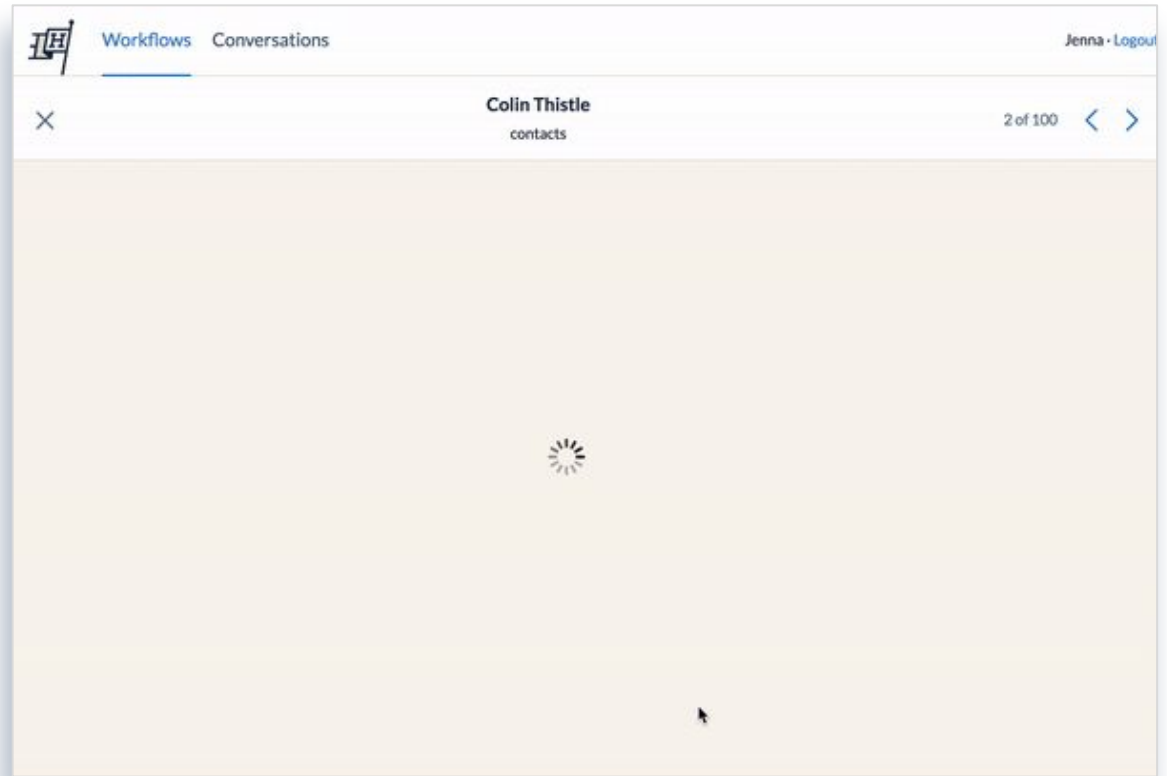 H
Workflows Conversations Jenna · Logout
Colin Thistle
contacts
2 of 100